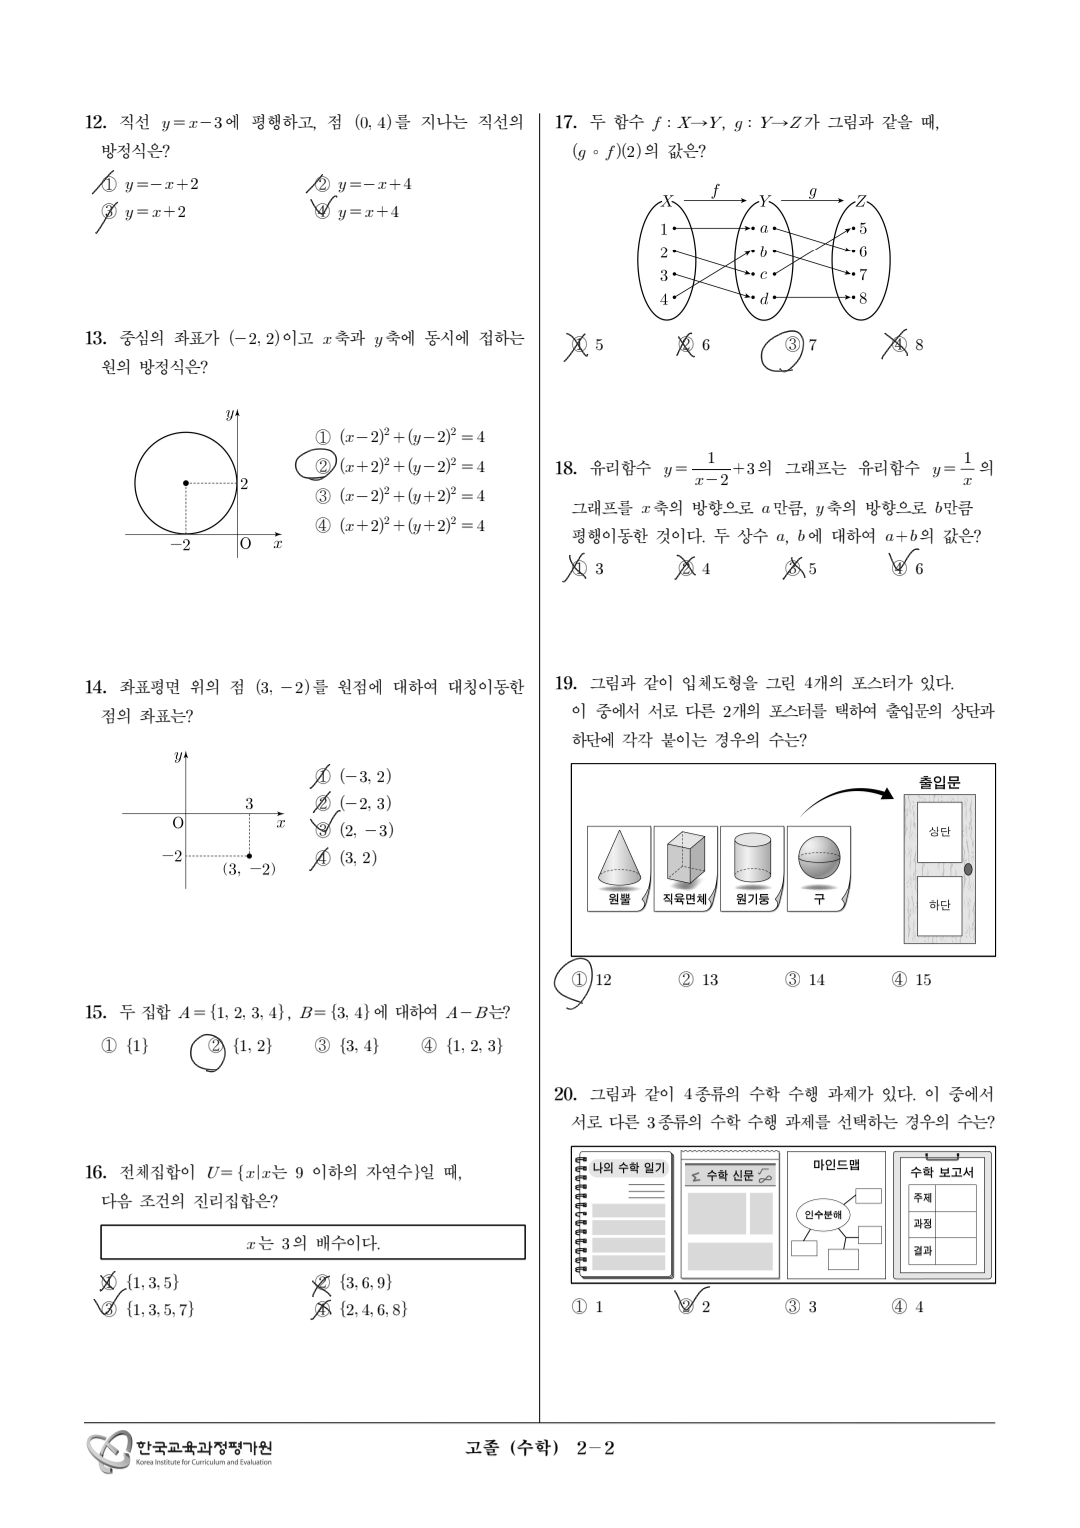 12. 직선 y=x-3에 평행하고, 점 (0, 4)를 지나는 직선의
방정식은?
① y=-x+2 ② y=-x+4
③ y=x+2 ④ y=x+4
13. 중심의 좌표가 (-2, 2)이고 x축과 y축에 동시에 접하는
원의 방정식은?
y
2
-2 O x
① (x-2)²+(y-2)²=4
② (x+2)²+(y-2)²=4
③ (x-2)²+(y+2)²=4
④ (x+2)²+(y+2)²=4
14. 좌표평면 위의 점 (3, -2)를 원점에 대하여 대칭이동한
점의 좌표는?
y
3
O x
-2
(3, -2)
① (-3, 2)
② (-2, 3)
③ (2, -3)
④ (3, 2)
15. 두 집합 A={1, 2, 3, 4}, B={3, 4}에 대하여 A-B는?
① {1} ② {1, 2} ③ {3, 4} ④ {1, 2, 3}
16. 전체집합이 U={x|x는 9 이하의 자연수}일 때,
다음 조건의 진리집합은?
x는 3의 배수이다.
① {1, 3, 5} ② {3, 6, 9}
③ {1, 3, 5, 7} ④ {2, 4, 6, 8}
17. 두 함수 f : X→Y, g : Y→Z가 그림과 같을 때,
(g∘f)(2)의 값은?
f g
X Y Z
1 a 5
2 b 6
3 c 7
4 d 8
① 5 ② 6 ③ 7 ④ 8
18. 유리함수 y=1/(x-2)+3의 그래프는 유리함수 y=1/x의
그래프를 x축의 방향으로 a만큼, y축의 방향으로 b만큼
평행이동한 것이다. 두 상수 a, b에 대하여 a+b의 값은?
① 3 ② 4 ③ 5 ④ 6
19. 그림과 같이 입체도형을 그린 4개의 포스터가 있다.
이 중에서 서로 다른 2개의 포스터를 택하여 출입문의 상단과
하단에 각각 붙이는 경우의 수는?
출입문
상단
원뿔 직육면체 원기둥 구
하단
① 12 ② 13 ③ 14 ④ 15
20. 그림과 같이 4종류의 수학 수행 과제가 있다. 이 중에서
서로 다른 3종류의 수학 수행 과제를 선택하는 경우의 수는?
나의 수학 일기
Σ 수학 신문 √ ∞
마인드맵
인수분해
수학 보고서
주제
과정
결과
① 1 ② 2 ③ 3 ④ 4
한국교육과정평가원
Korea Institute for Curriculum and Evaluation
고졸 (수학) 2-2